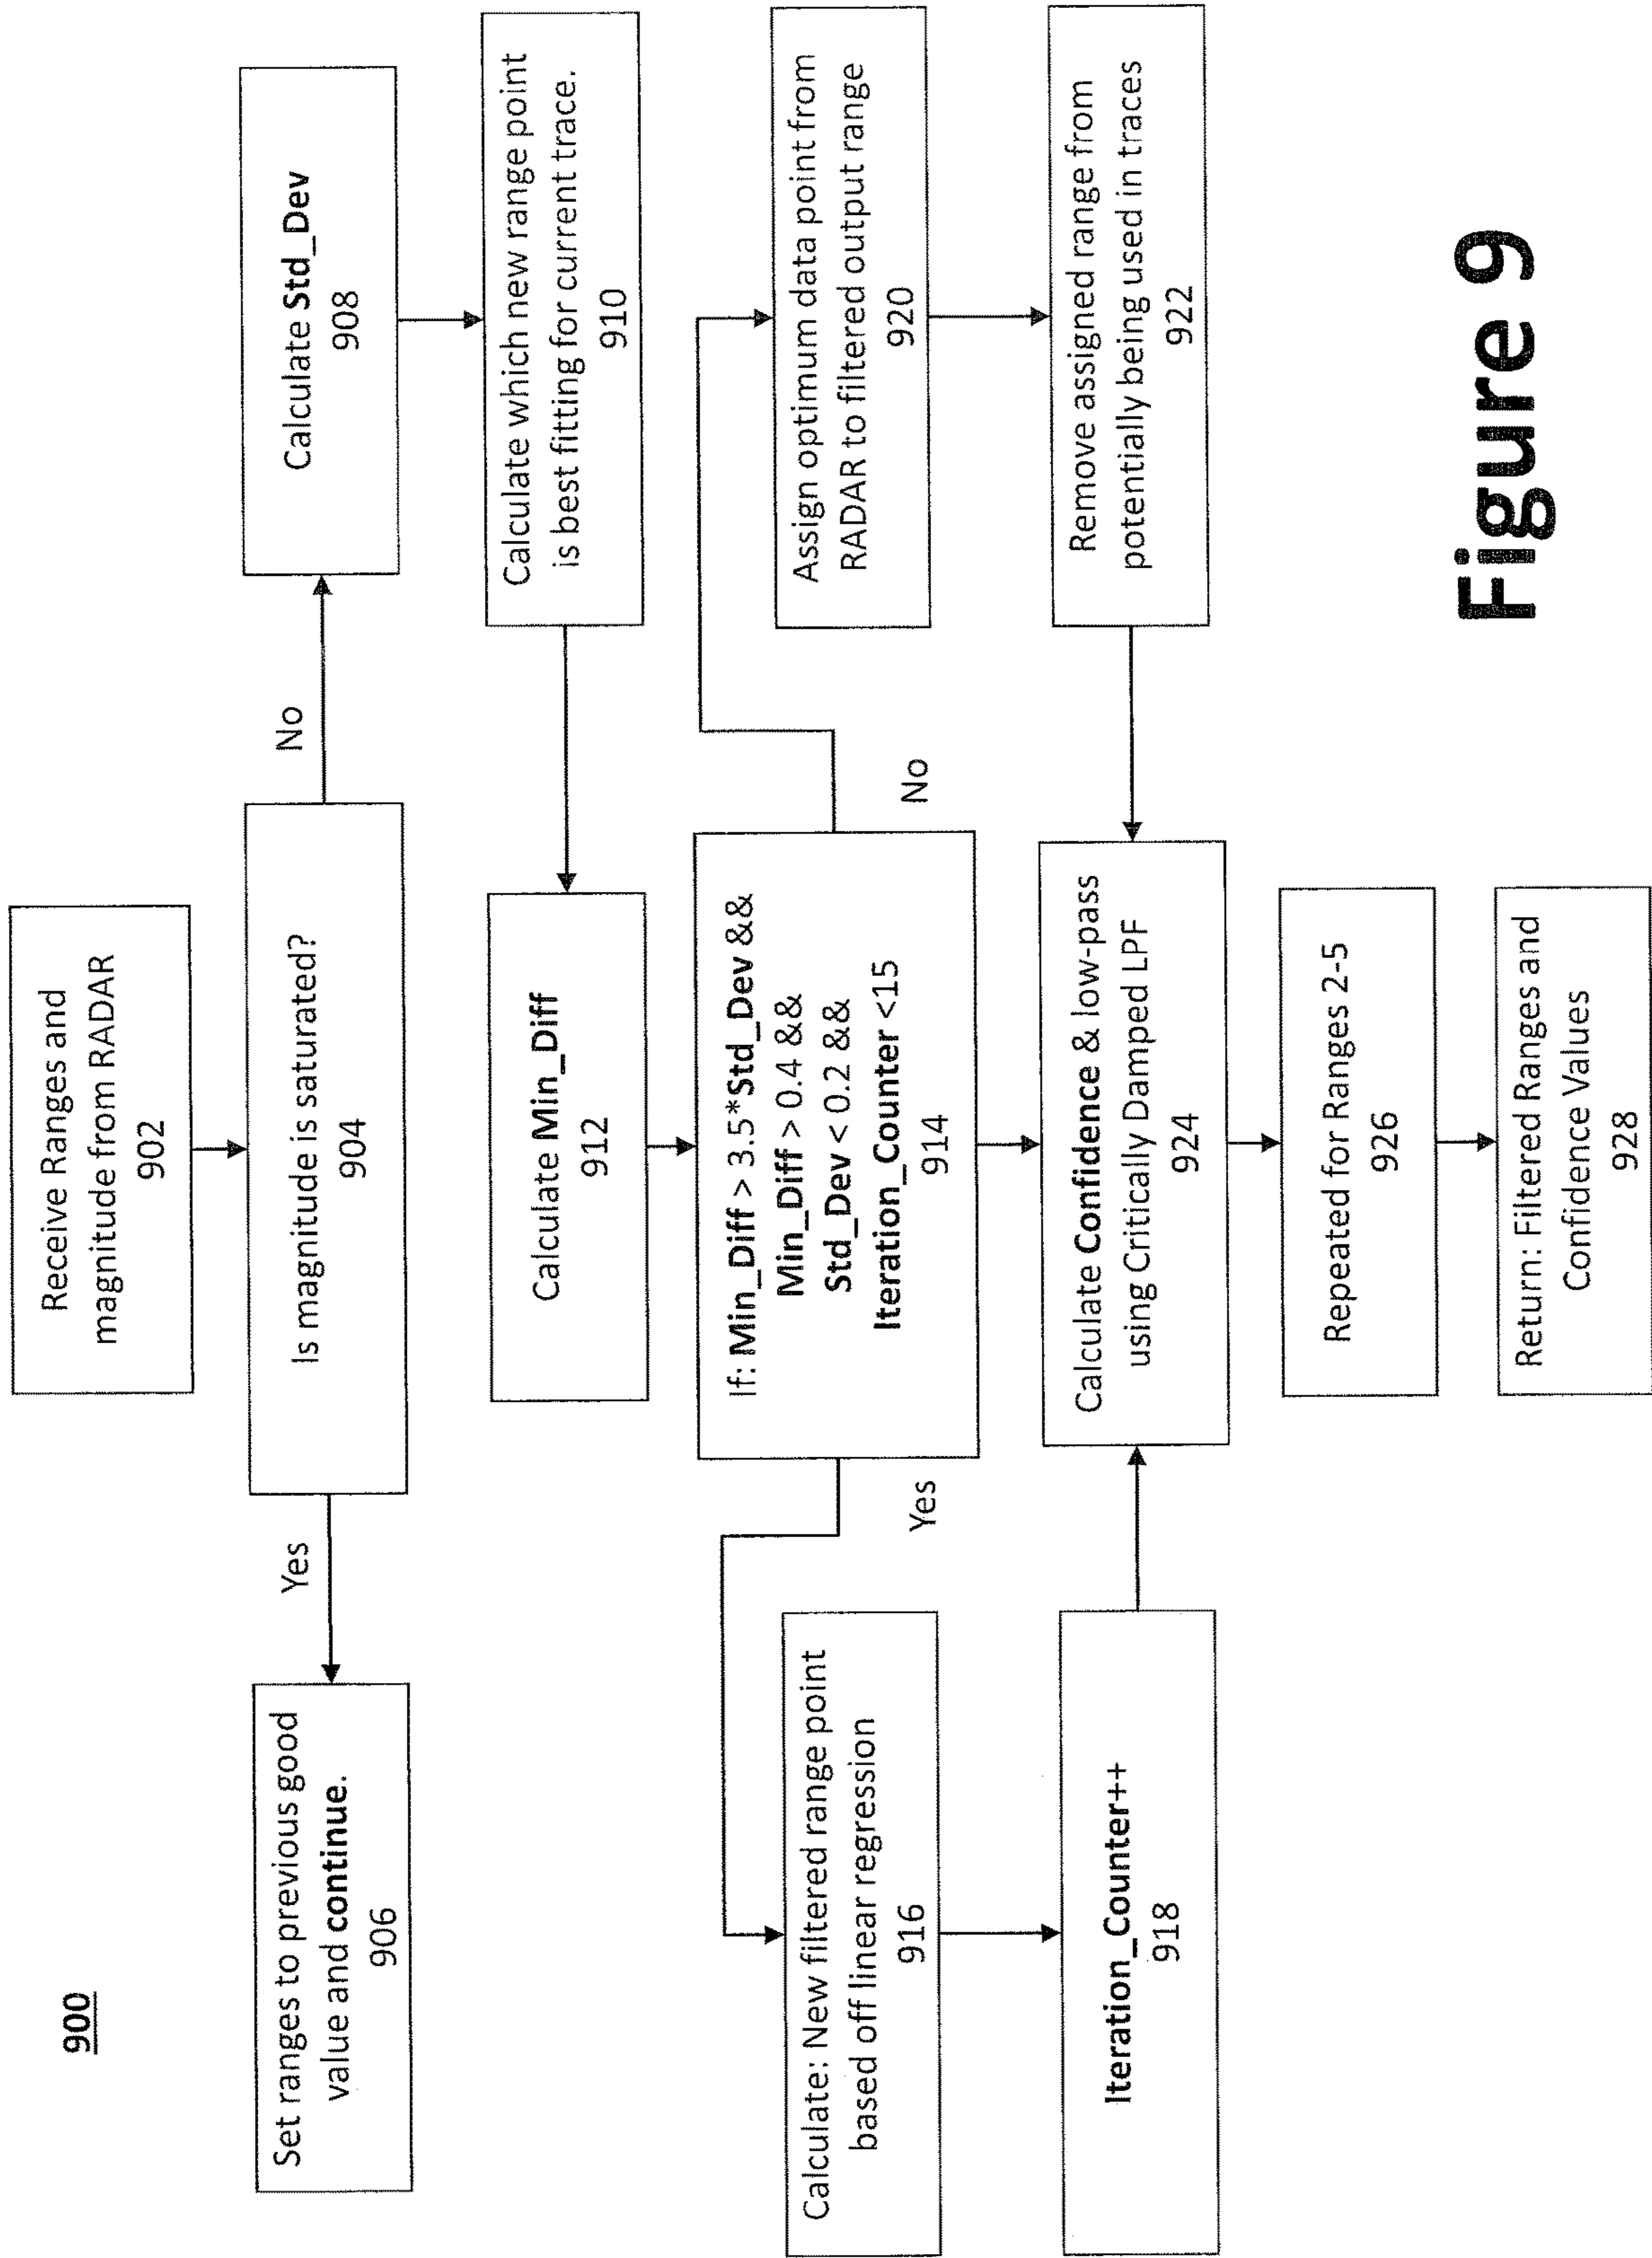 900
Receive Ranges and
magnitude from RADAR
902
Is magnitude is saturated?
904
Yes
No
Set ranges to previous good
value and continue.
906
Calculate Std_Dev
908
Calculate which new range point
is best fitting for current trace.
910
Calculate Min_Diff
912
If: Min_Diff > 3.5*Std_Dev &&
Min_Diff > 0.4 &&
Std_Dev < 0.2 &&
Iteration_Counter <15
914
Yes
No
Calculate: New filtered range point
based off linear regression
916
Iteration_Counter++
918
Assign optimum data point from
RADAR to filtered output range
920
Remove assigned range from
potentially being used in traces
922
Calculate Confidence & low-pass
using Critically Damped LPF
924
Repeated for Ranges 2-5
926
Return: Filtered Ranges and
Confidence Values
928
Figure 9